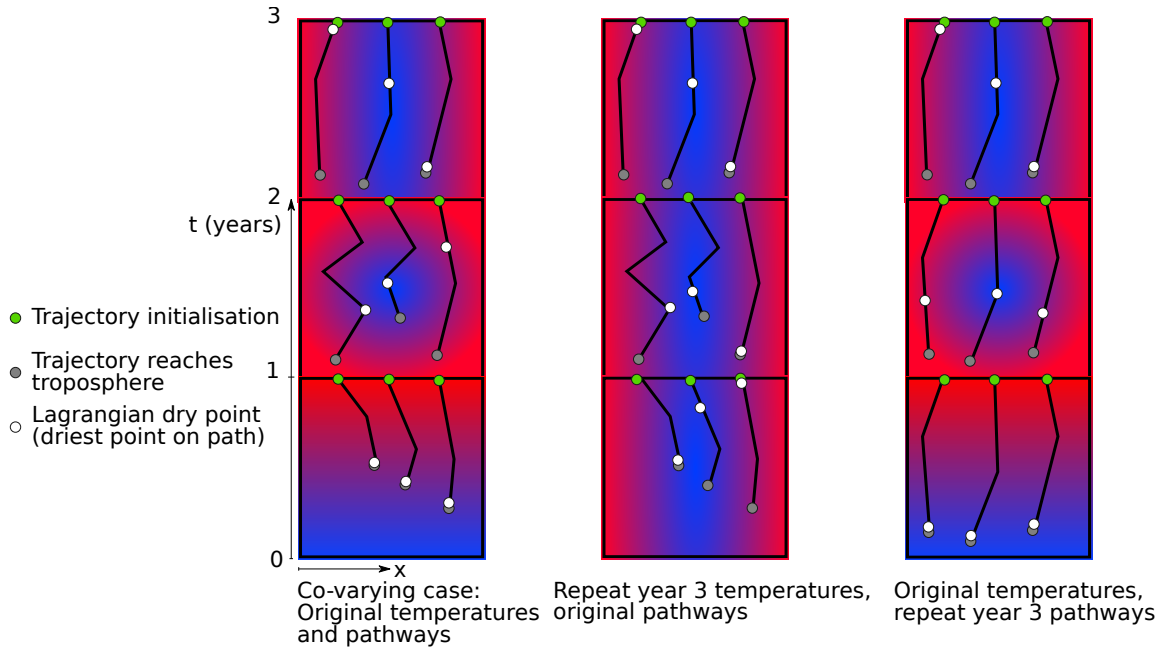 3
2
t (years)
1
0
x
Trajectory initialisation
Trajectory reaches
troposphere
Lagrangian dry point
(driest point on path)
Co-varying case:
Original temperatures
and pathways
Repeat year 3 temperatures,
original pathways
Original temperatures,
repeat year 3 pathways